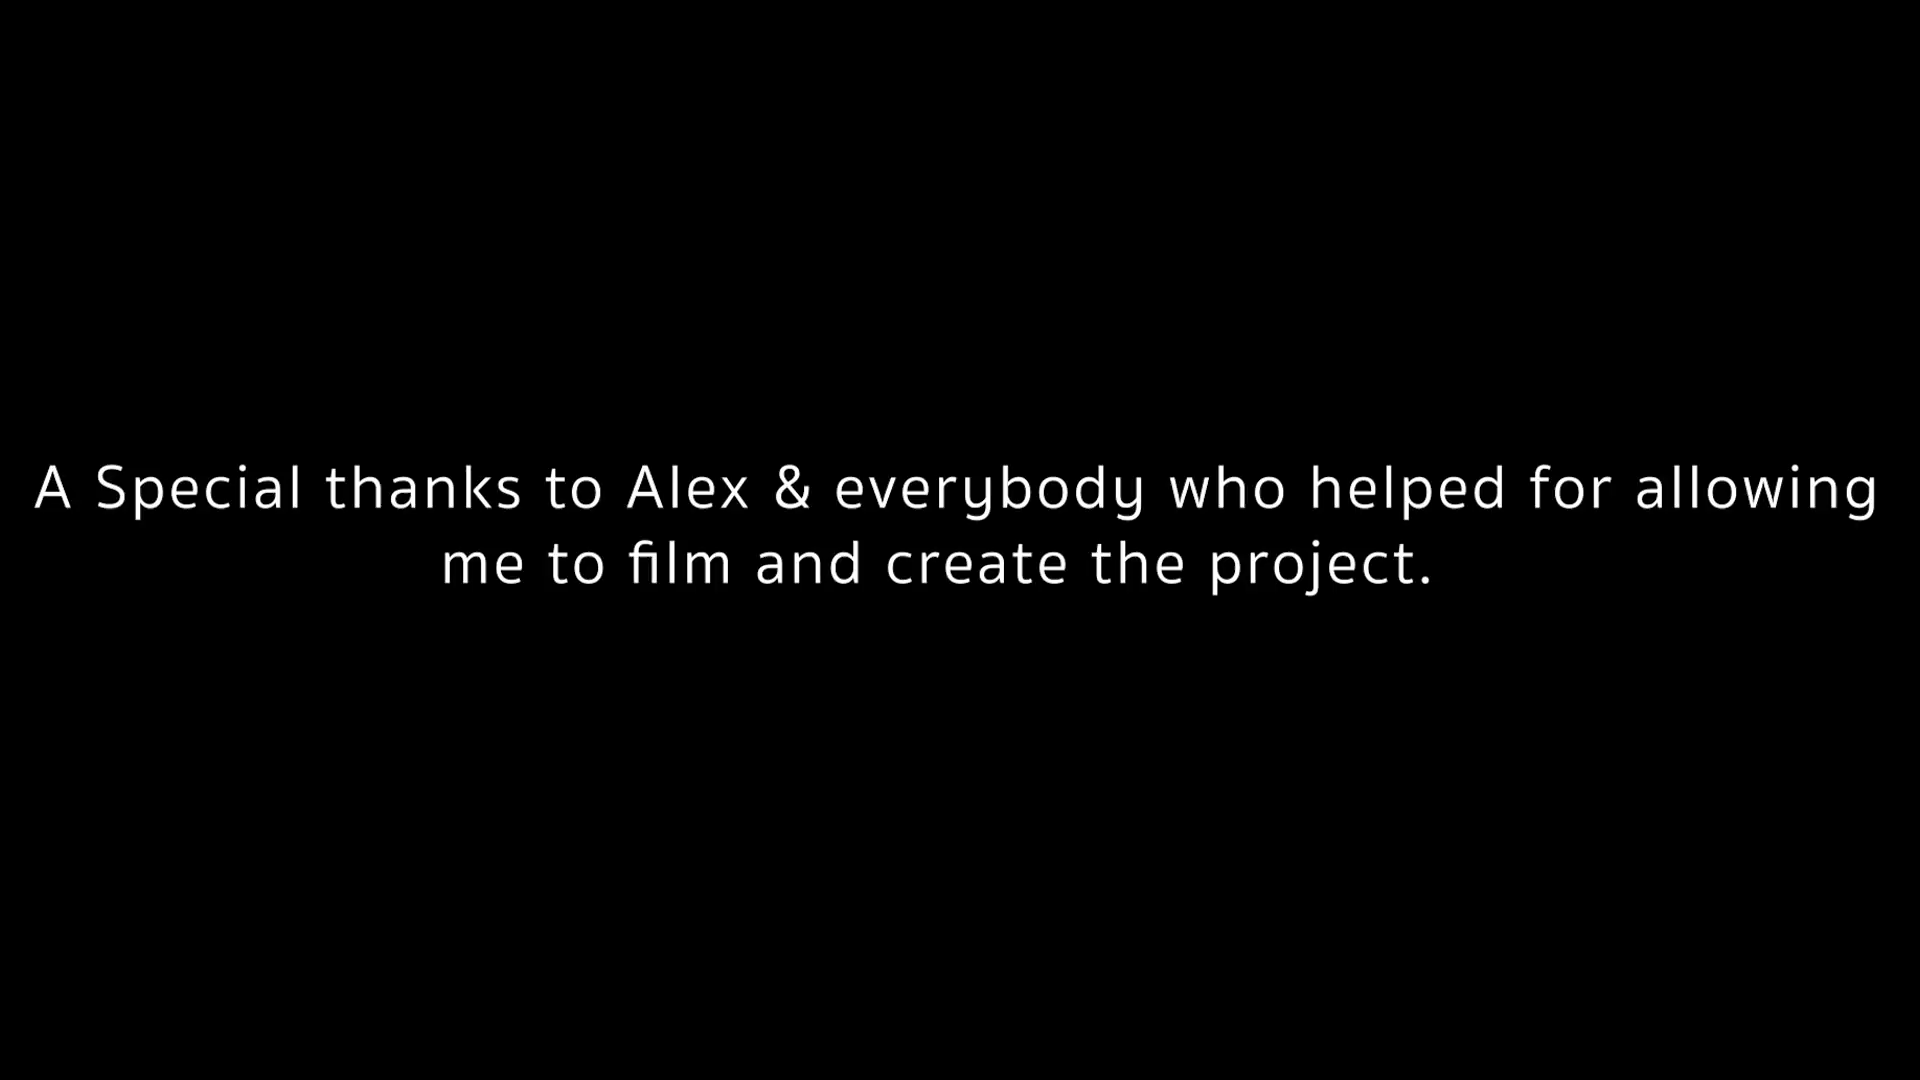 A Special thanks to Alex & everybody who helped for allowing
me to film and create the project.